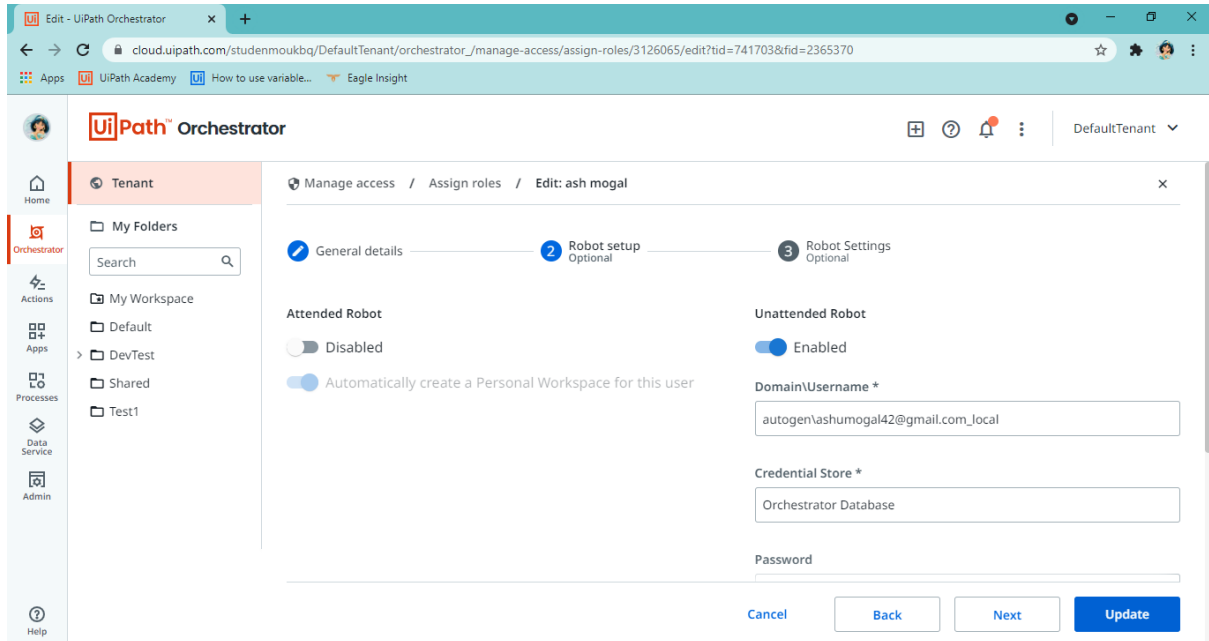 Edit - UiPath Orchestrator
cloud.uipath.com/studenmoukbq/DefaultTenant/orchestrator_/manage-access/assign-roles/3126065/edit?tid=741703&fid=2365370
Apps
UiPath Academy
How to use variable...
Eagle Insight
UiPath™ Orchestrator
DefaultTenant
Home
Orchestrator
Actions
Apps
Processes
Data
Service
Admin
Help
Tenant
My Folders
Search
My Workspace
Default
DevTest
Shared
Test1
Manage access / Assign roles / Edit: ash mogal
General details
2 Robot setup
Optional
3 Robot Settings
Optional
Attended Robot
Disabled
Automatically create a Personal Workspace for this user
Unattended Robot
Enabled
Domain\Username *
autogen\ashumogal42@gmail.com_local
Credential Store *
Orchestrator Database
Password
Cancel
Back
Next
Update